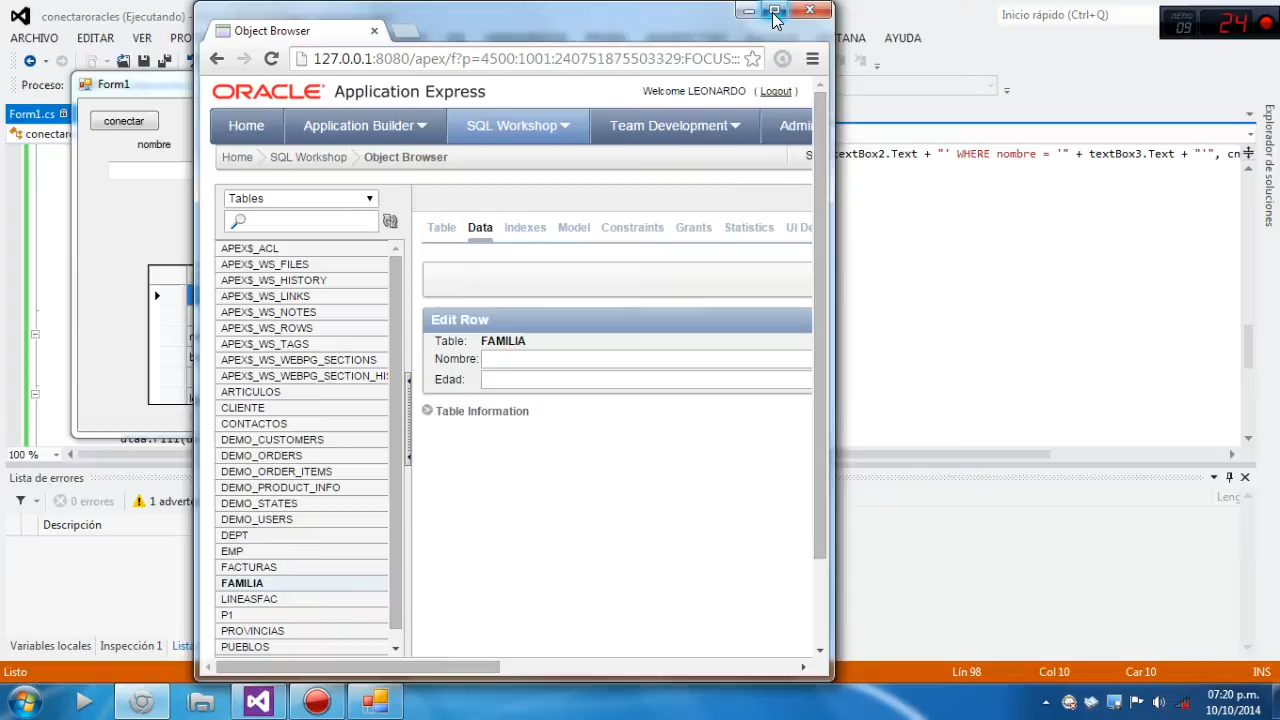 conectaroracles (Ejecutando)
Inicio rápido (Ctrl+Q)
AERO
09
24
ARCHIVO EDITAR VER
AYUDA
Proceso:
Form1
Form1.cs
conectar
nombre
Object Browser
127.0.0.1:8080/apex/f?p=4500:1001:240751875503329:FOCUS:::
ORACLE Application Express
Welcome LEONARDO ( Logout )
Home Application Builder SQL Workshop Team Development
Home SQL Workshop Object Browser
textBox2.Text + "' WHERE nombre = '" + textBox3.Text + "'", cn
Explorador de soluciones
Tables
Table Data Indexes Model Constraints Grants Statistics
APEX$_ACL
APEX$_WS_FILES
APEX$_WS_HISTORY
APEX$_WS_LINKS
APEX$_WS_NOTES
APEX$_WS_ROWS
APEX$_WS_TAGS
APEX$_WS_WEBPG_SECTIONS
APEX$_WS_WEBPG_SECTION_HI
ARTICULOS
CLIENTE
CONTACTOS
DEMO_CUSTOMERS
DEMO_ORDERS
DEMO_ORDER_ITEMS
DEMO_PRODUCT_INFO
DEMO_STATES
DEMO_USERS
DEPT
EMP
FACTURAS
FAMILIA
LINEASFAC
P1
PROVINCIAS
PUEBLOS
Edit Row
Table: FAMILIA
Nombre:
Edad:
Table Information
100 %
Lista de errores
0 errores
Descripción
Variables locales Inspección 1
Listo
Lín 98 Col 10 Car 10 INS
07:20 p.m.
10/10/2014